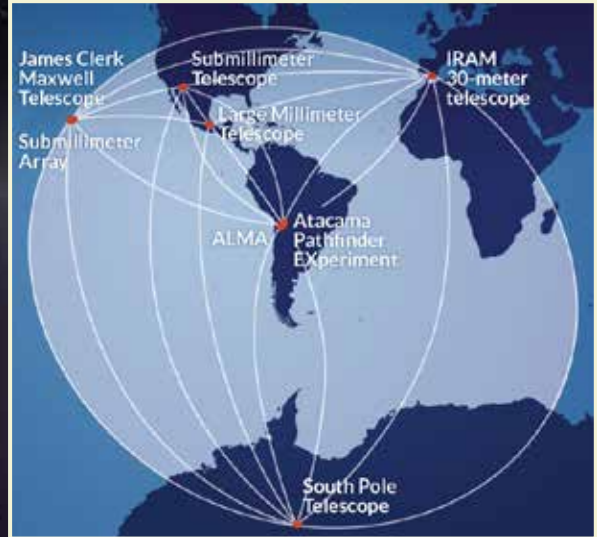 James Clerk
Maxwell
Telescope
Submillimeter
Array
Submillimeter
Telescope
Large Millimeter
Telescope
IRAM
30-meter
telescope
ALMA
Atacama
Pathfinder
EXperiment
South Pole
Telescope